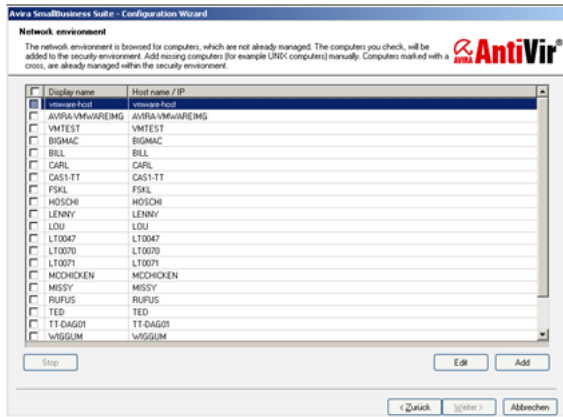 Avira SmallBusiness Suite - Configuration Wizard
Network environment
The network environment is browsed for computers, which are not already managed. The computers you check, will be
added to the security environment. Add missing computers (for example UNIX computers) manually. Computers marked with a
cross, are already managed within the security environment.
AVIRA AntiVir®
Display name Host name / IP
vmware-host vmware-host
AVIRA-VMWAREIMG AVIRA-VMWAREIMG
VMTEST VMTEST
BIGMAC BIGMAC
BILL BILL
CARL CARL
CAS1-TT CAS1-TT
FSKL FSKL
HOSCHI HOSCHI
LENNY LENNY
LOU LOU
LT0047 LT0047
LT0070 LT0070
LT0071 LT0071
MCCHICKEN MCCHICKEN
MISSY MISSY
RUFUS RUFUS
TED TED
TT-DAG01 TT-DAG01
WIGGUM WIGGUM
Stop Edit Add
< Zurück Weiter > Abbrechen